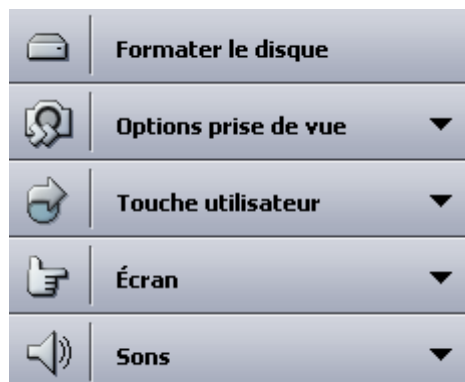 Formater le disque
Options prise de vue
Touche utilisateur
Écran
Sons